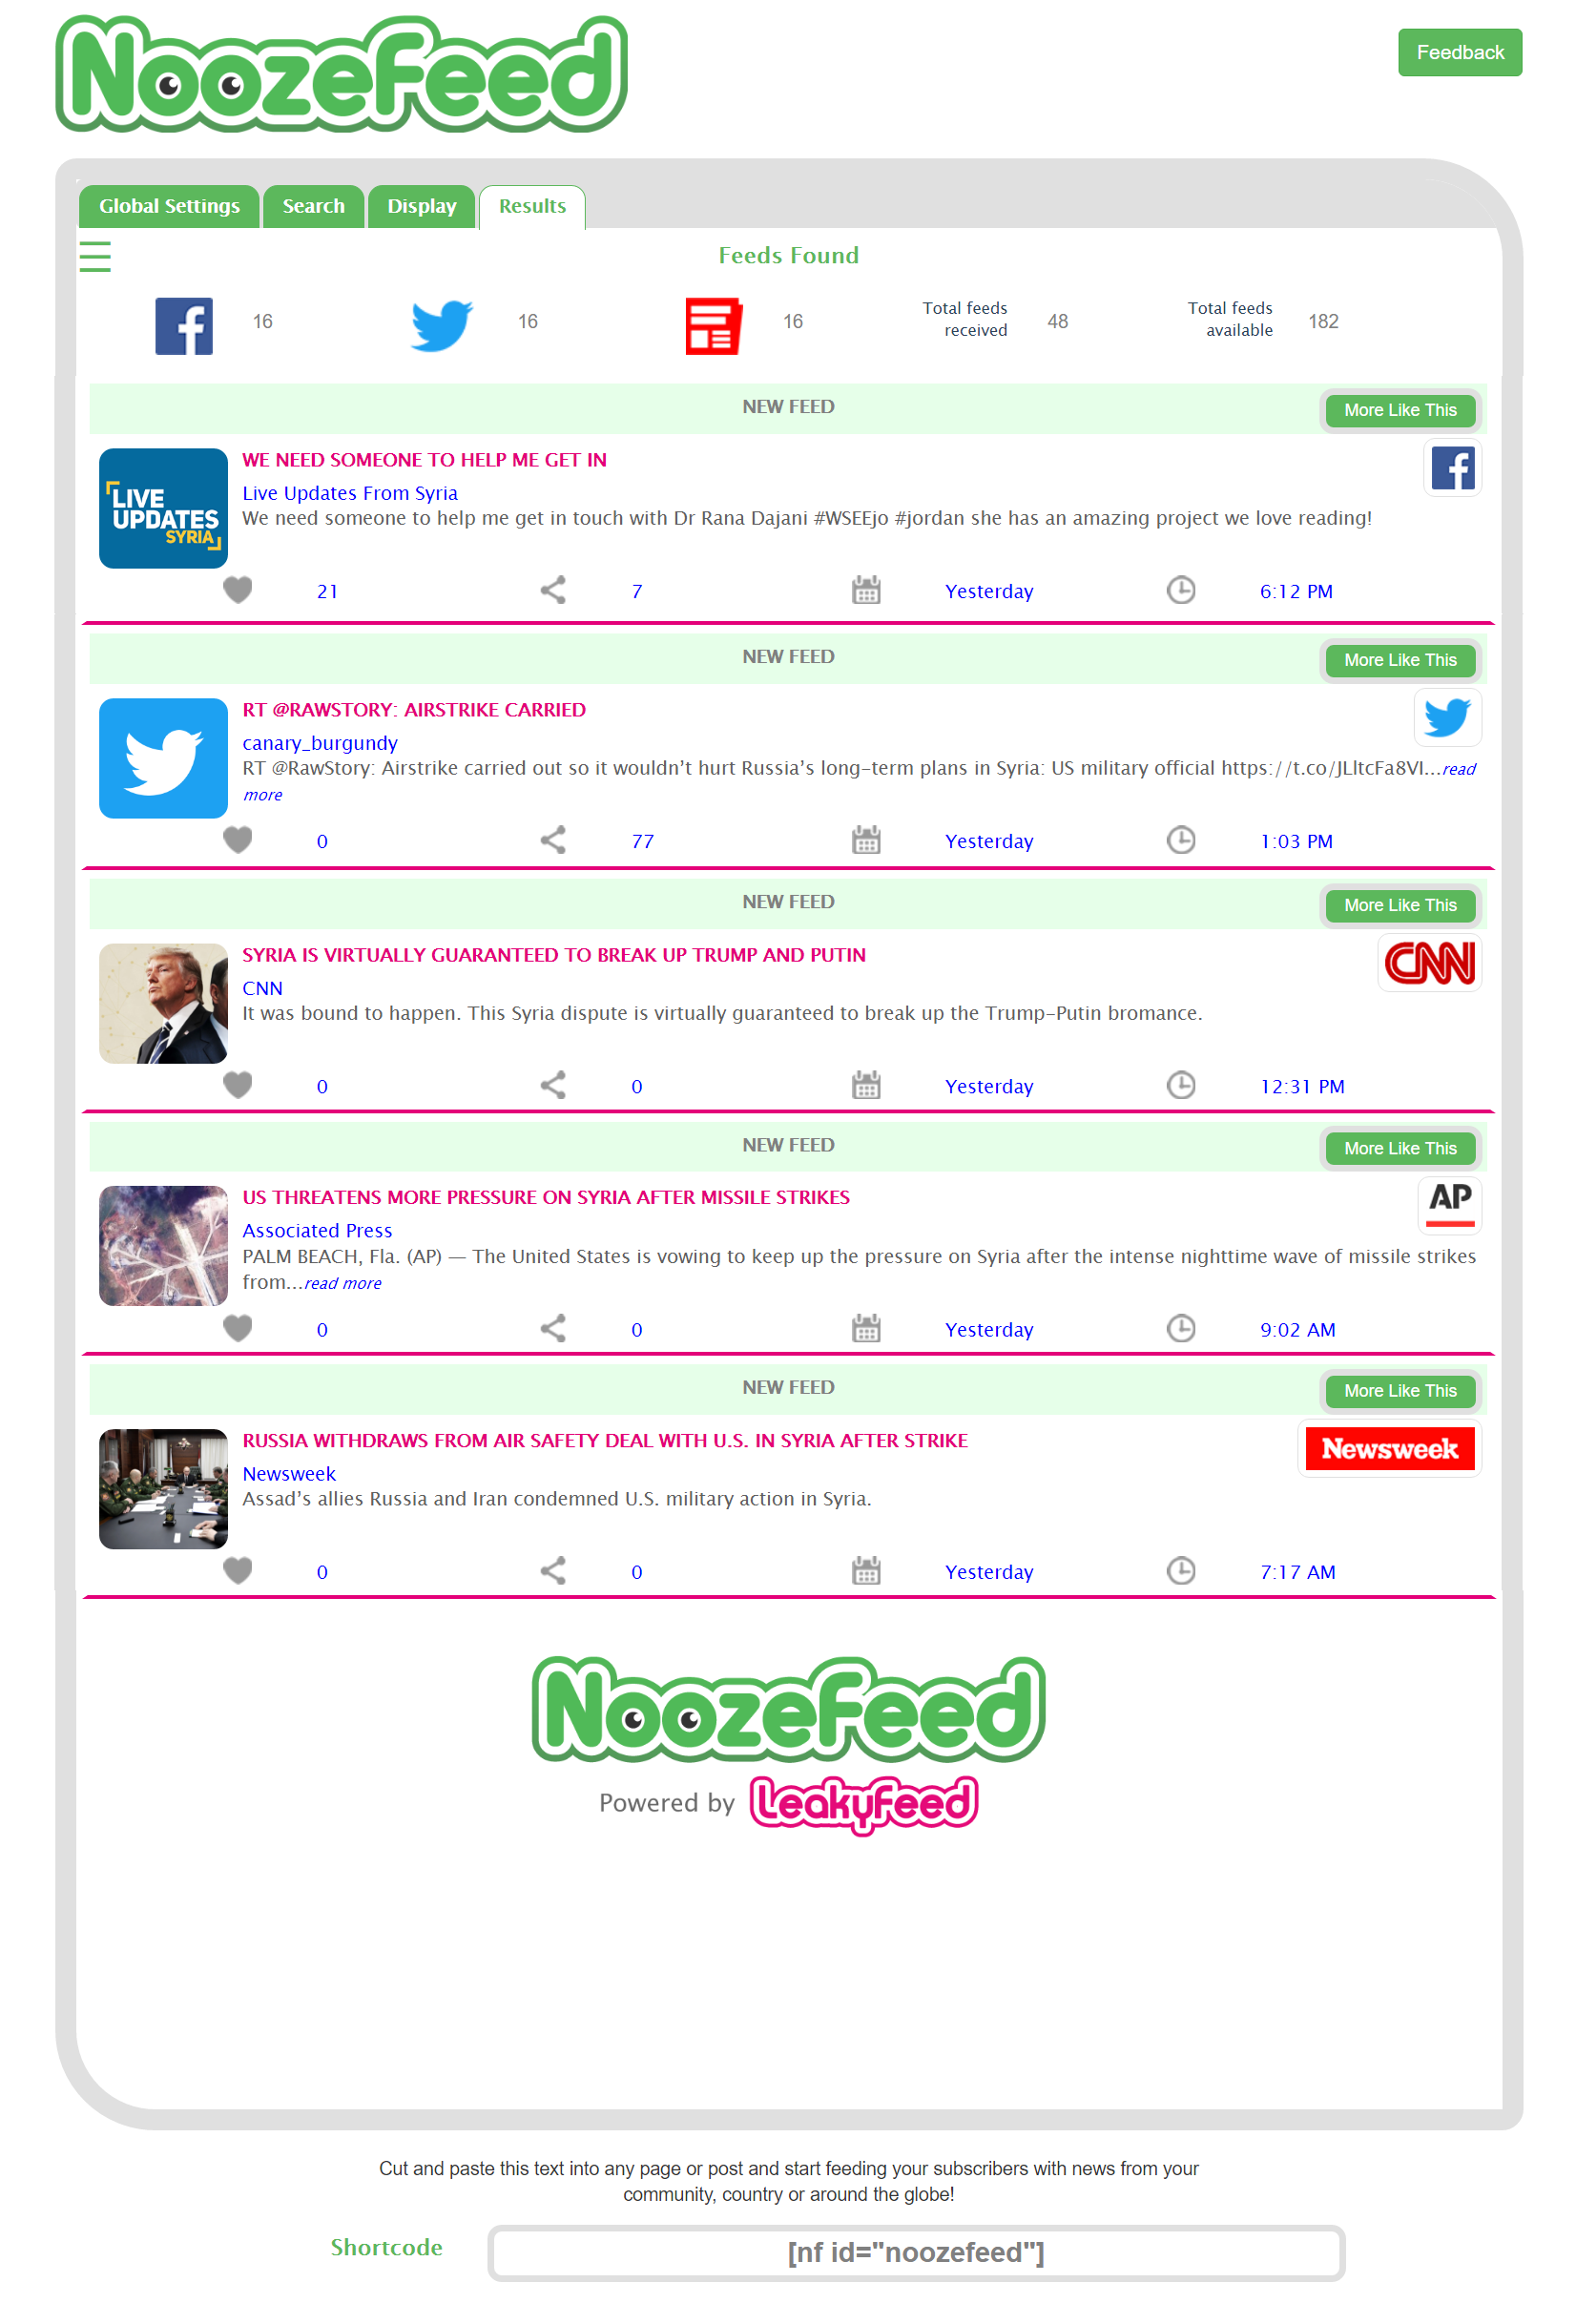 NoozeFeed
Feedback
Global Settings
Search
Display
Results
Feeds Found
16
16
16
Total feeds
received
48
Total feeds
available
182
NEW FEED
More Like This
LIVE
UPDATES
SYRIA
WE NEED SOMEONE TO HELP ME GET IN
Live Updates From Syria
We need someone to help me get in touch with Dr Rana Dajani #WSEEjo #jordan she has an amazing project we love reading!
21
7
Yesterday
6:12 PM
NEW FEED
More Like This
RT @RAWSTORY: AIRSTRIKE CARRIED
canary_burgundy
RT @RawStory: Airstrike carried out so it wouldn't hurt Russia's long-term plans in Syria: US military official https://t.co/JLltcFa8VI...read
more
0
77
Yesterday
1:03 PM
NEW FEED
More Like This
SYRIA IS VIRTUALLY GUARANTEED TO BREAK UP TRUMP AND PUTIN
CNN
CNN
It was bound to happen. This Syria dispute is virtually guaranteed to break up the Trump-Putin bromance.
0
0
Yesterday
12:31 PM
NEW FEED
More Like This
US THREATENS MORE PRESSURE ON SYRIA AFTER MISSILE STRIKES
AP
Associated Press
PALM BEACH, Fla. (AP) — The United States is vowing to keep up the pressure on Syria after the intense nighttime wave of missile strikes
from...read more
0
0
Yesterday
9:02 AM
NEW FEED
More Like This
RUSSIA WITHDRAWS FROM AIR SAFETY DEAL WITH U.S. IN SYRIA AFTER STRIKE
Newsweek
Newsweek
Assad's allies Russia and Iran condemned U.S. military action in Syria.
0
0
Yesterday
7:17 AM
NoozeFeed
Powered by LeakyFeed
Cut and paste this text into any page or post and start feeding your subscribers with news from your
community, country or around the globe!
Shortcode
[nf id="noozefeed"]